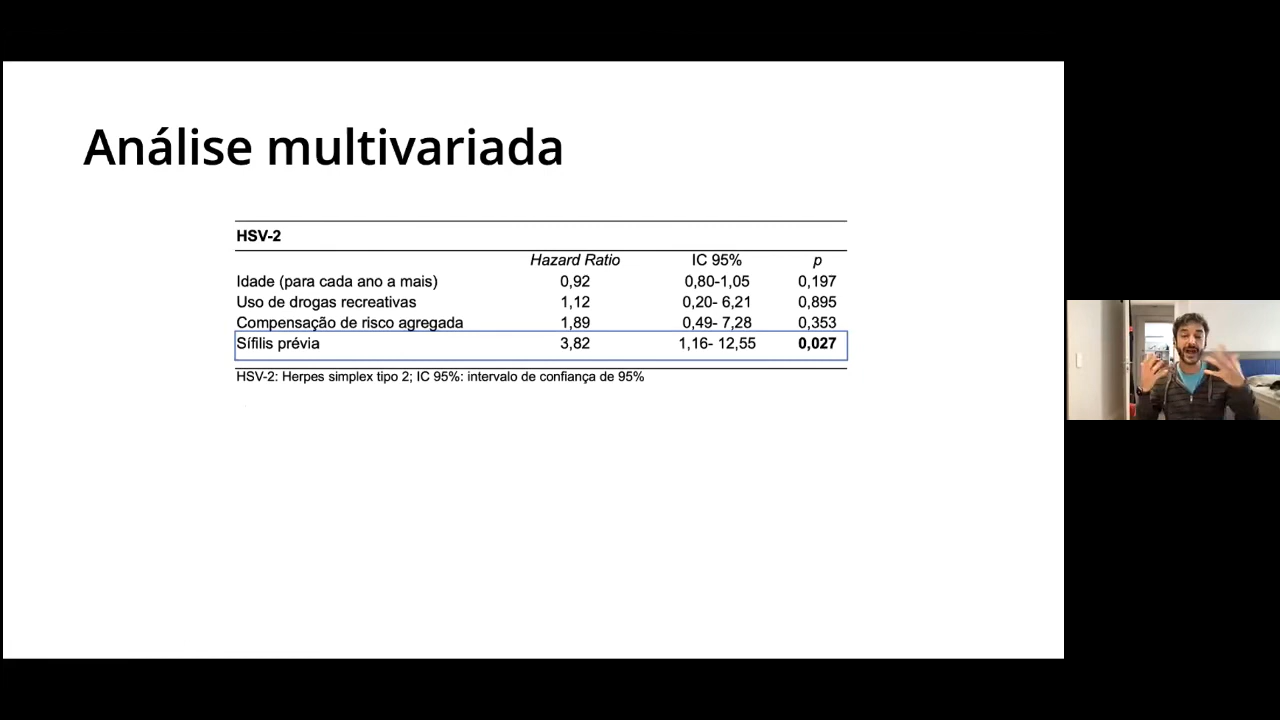 Análise multivariada
HSV-2
Hazard Ratio IC 95% p
Idade (para cada ano a mais) 0,92 0,80-1,05 0,197
Uso de drogas recreativas 1,12 0,20- 6,21 0,895
Compensação de risco agregada 1,89 0,49- 7,28 0,353
Sífilis prévia 3,82 1,16- 12,55 0,027
HSV-2: Herpes simplex tipo 2; IC 95%: intervalo de confiança de 95%